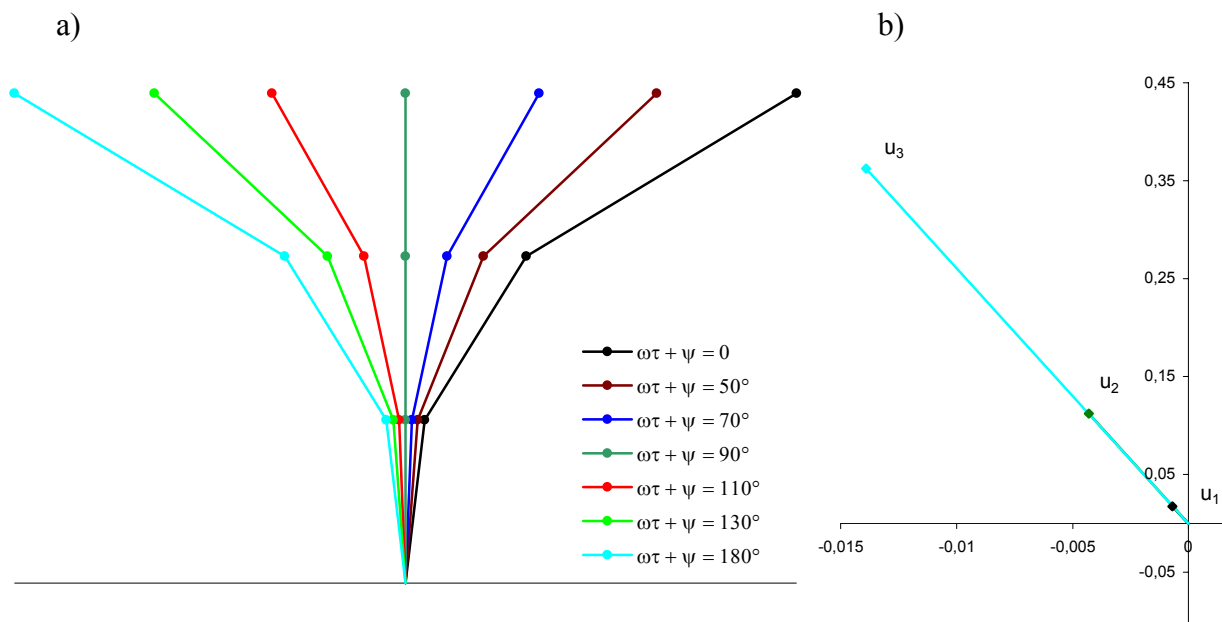 a)
ωτ + ψ = 0
ωτ + ψ = 50°
ωτ + ψ = 70°
ωτ + ψ = 90°
ωτ + ψ = 110°
ωτ + ψ = 130°
ωτ + ψ = 180°
b)
0,45
u3
0,35
0,25
u2
0,15
0,05
u1
-0,015
-0,01
-0,005
0
-0,05